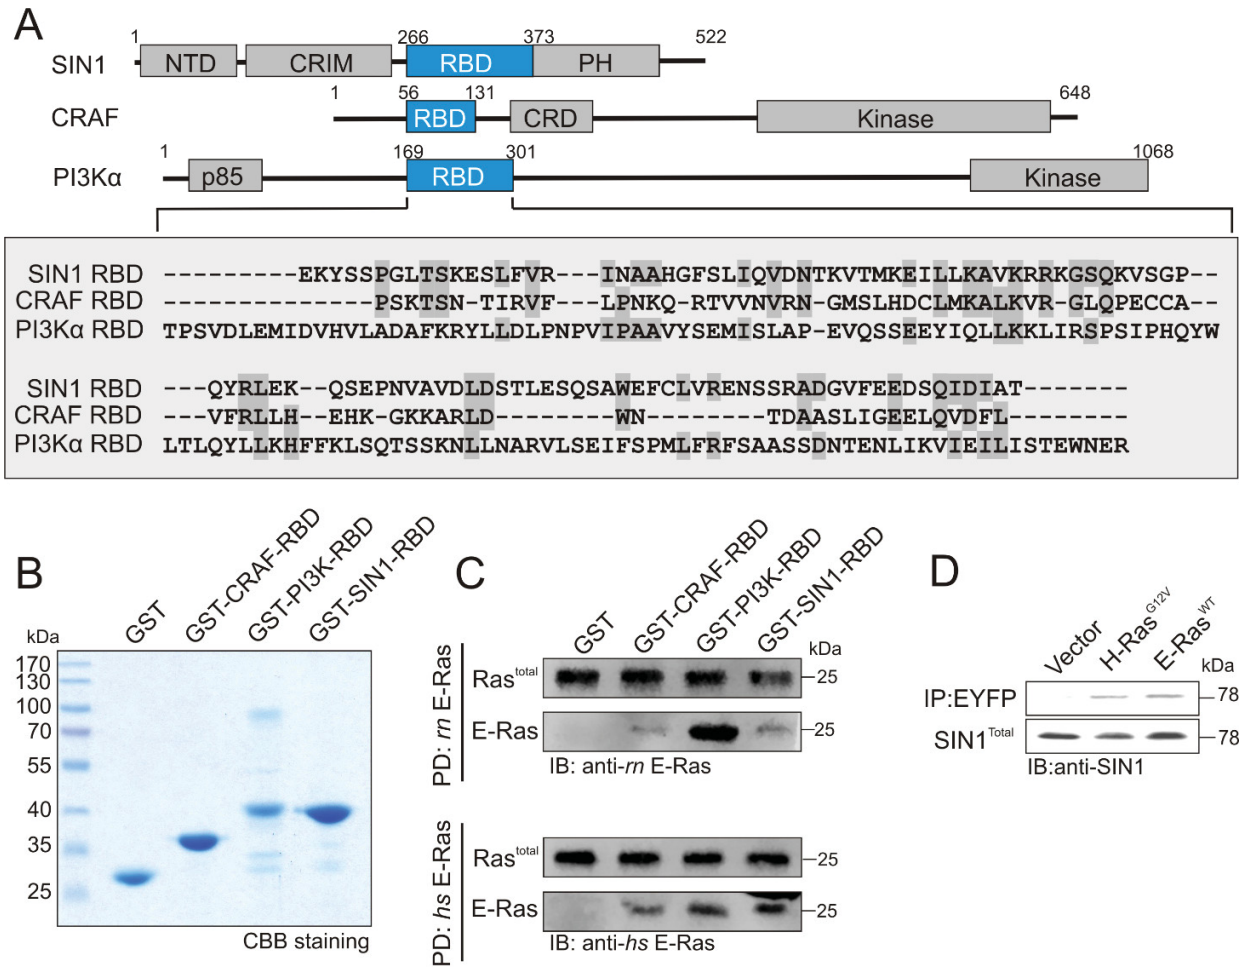 A
1 266 373 522
SIN1 NTD CRIM RBD PH
1 56 131 648
CRAF RBD CRD Kinase
1 169 301 1068
PI3Kα p85 RBD Kinase
SIN1 RBD ---------EKYSSPGLTSKESLFVR---INAAHGFSLIQVDNTKVTMKEILLKAVKRRKGSQKVSGP--
CRAF RBD --------------PSKTSN-TIRVF---LPNKQ-RTVVNVRN-GMSLHDCLMKALKVR-GLQPECCA--
PI3Kα RBD TPSVDLEMIDVHVLADAFKRYLLDLPNPVIPAAVYSEMISLAP-EVQSSEEYIQLLKKLIRSPSIPHQYW
SIN1 RBD ---QYRLEK--QSEPNVAVDLDSTLESQSAWEFCLVRENSSRADGVFEEDSQIDIAT-------
CRAF RBD ---VFRLLH--EHK-GKKARLD--------WN--------TDAASLIGEELQVDFL--------
PI3Kα RBD LTLQYLLKHFFKLSQTSSKNLLNARVLSEIFSPMLFRFSAASSDNTENLIKVIEILISTEWNER
B
GST GST-CRAF-RBD GST-PI3K-RBD GST-SIN1-RBD
kDa
170
130
100
70
55
40
35
25
CBB staining
C
GST GST-CRAF-RBD GST-PI3K-RBD GST-SIN1-RBD
kDa
PD: rn E-Ras
Ras total 25
E-Ras 25
IB: anti-rn E-Ras
PD: hs E-Ras
Ras total 25
E-Ras 25
IB: anti-hs E-Ras
D
Vector H-Ras G12V E-Ras WT
kDa
IP:EYFP 78
SIN1 Total 78
IB:anti-SIN1